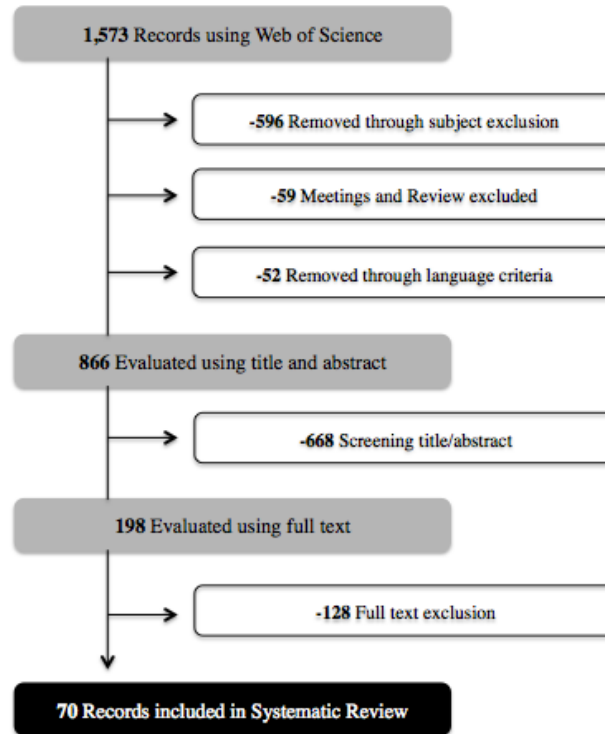 1,573 Records using Web of Science
-596 Removed through subject exclusion
-59 Meetings and Review excluded
-52 Removed through language criteria
866 Evaluated using title and abstract
-668 Screening title/abstract
198 Evaluated using full text
-128 Full text exclusion
70 Records included in Systematic Review